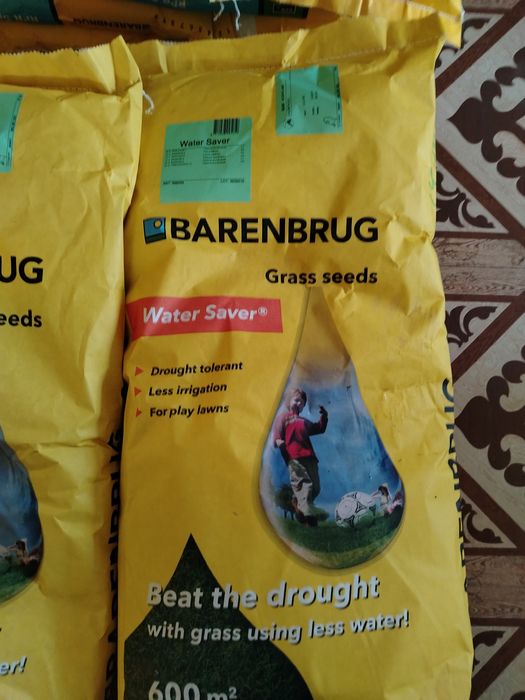 Water Saver
BARENBRUG
Grass seeds
Water Saver®
Drought tolerant
Less irrigation
For play lawns
Beat the drought
with grass using less water!
600 m²
UG
eeds
er!